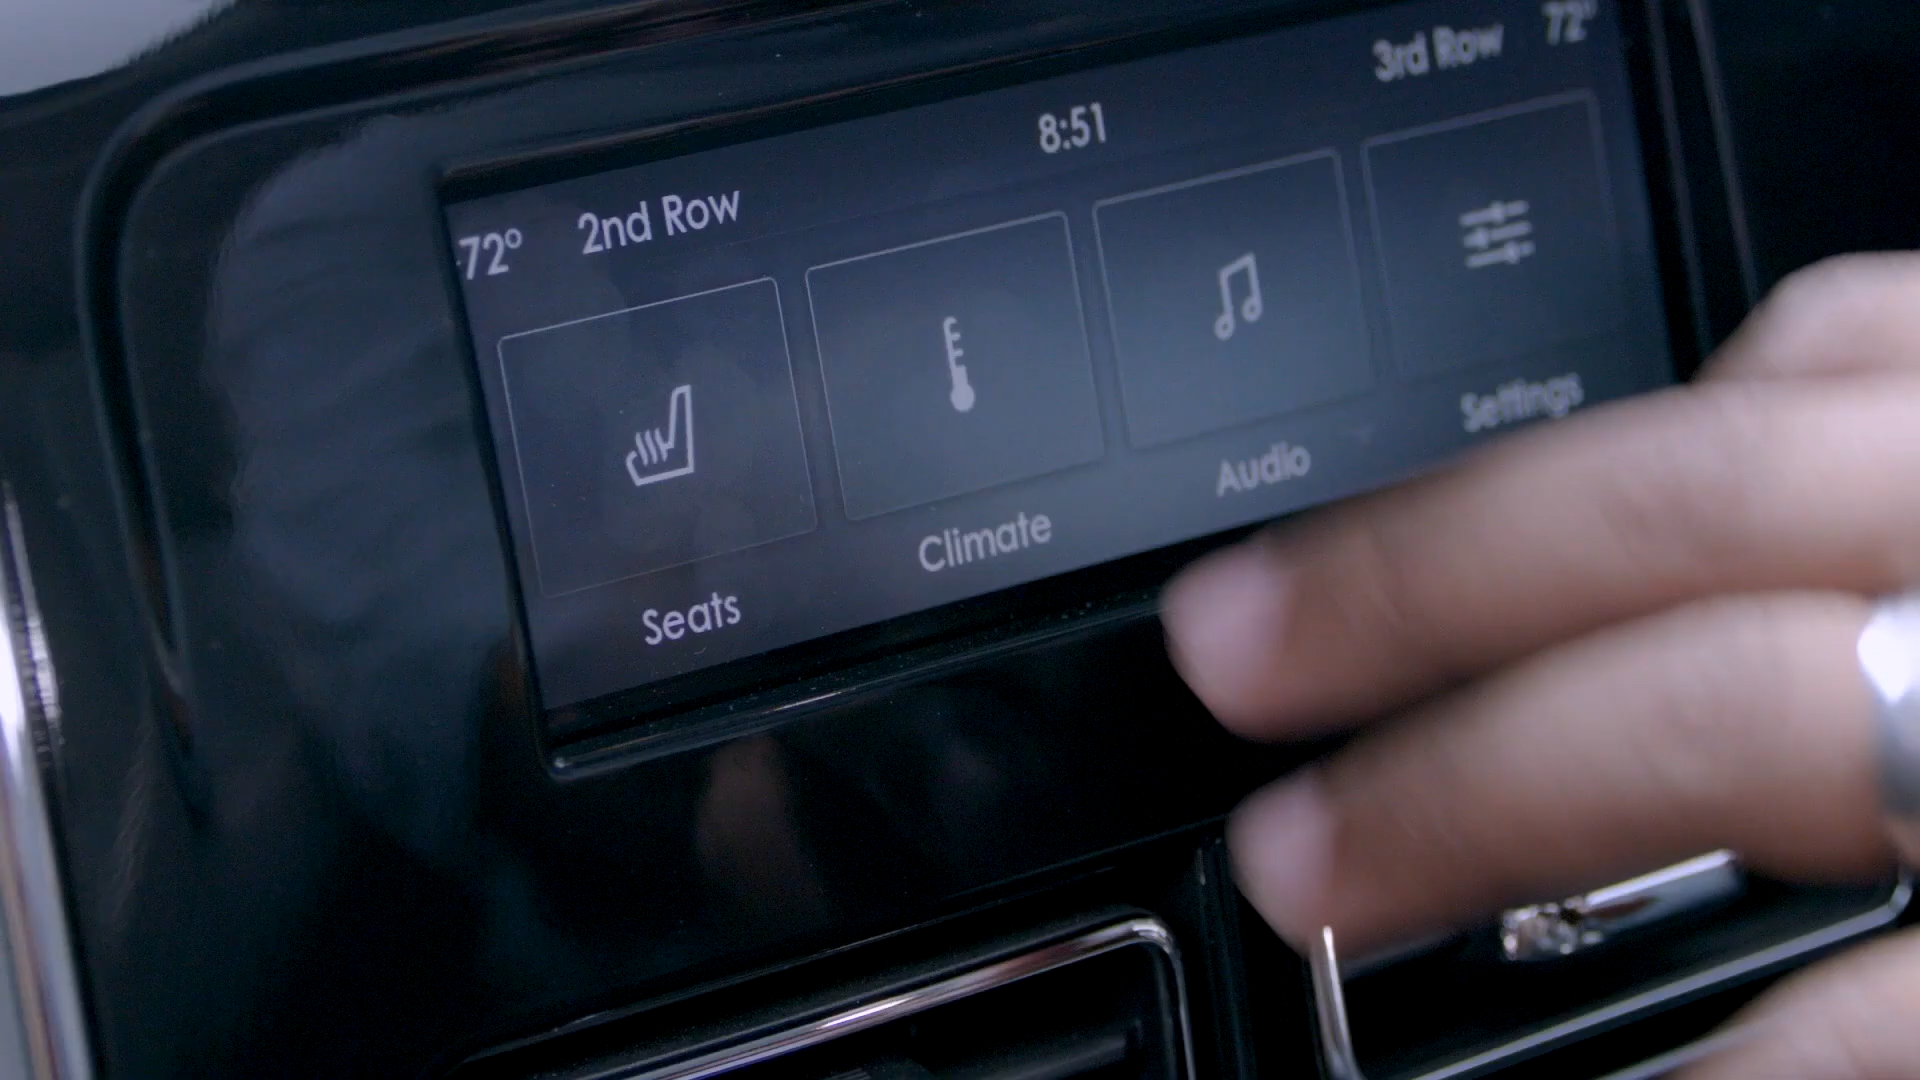 72° 2nd Row
8:51
3rd Row 72°
Seats
Climate
Audio
Settings